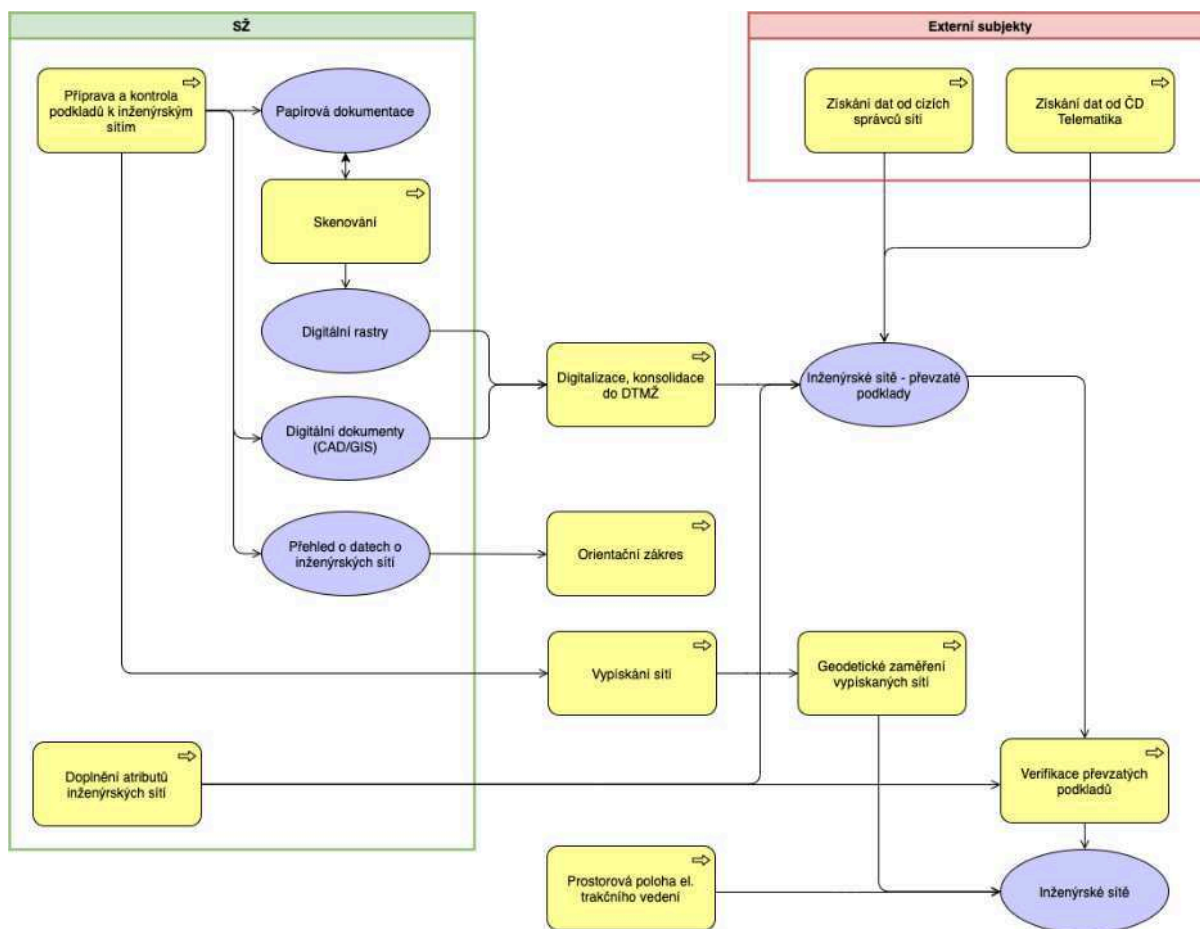 SŽ
Externí subjekty
Příprava a kontrola
podkladů k inženýrským
sítím
Papírová dokumentace
Získání dat od cizích
správců sítí
Získání dat od ČD
Telematika
Skenování
Digitální rastry
Digitalizace, konsolidace
do DTMŽ
Inženýrské sítě - převzaté
podklady
Digitální dokumenty
(CAD/GIS)
Přehled o datech o
inženýrských sítí
Orientační zákres
Vypískání sítí
Geodetické zaměření
vypískaných sítí
Doplnění atributů
inženýrských sítí
Verifikace převzatých
podkladů
Prostorová poloha el.
trakčního vedení
Inženýrské sítě